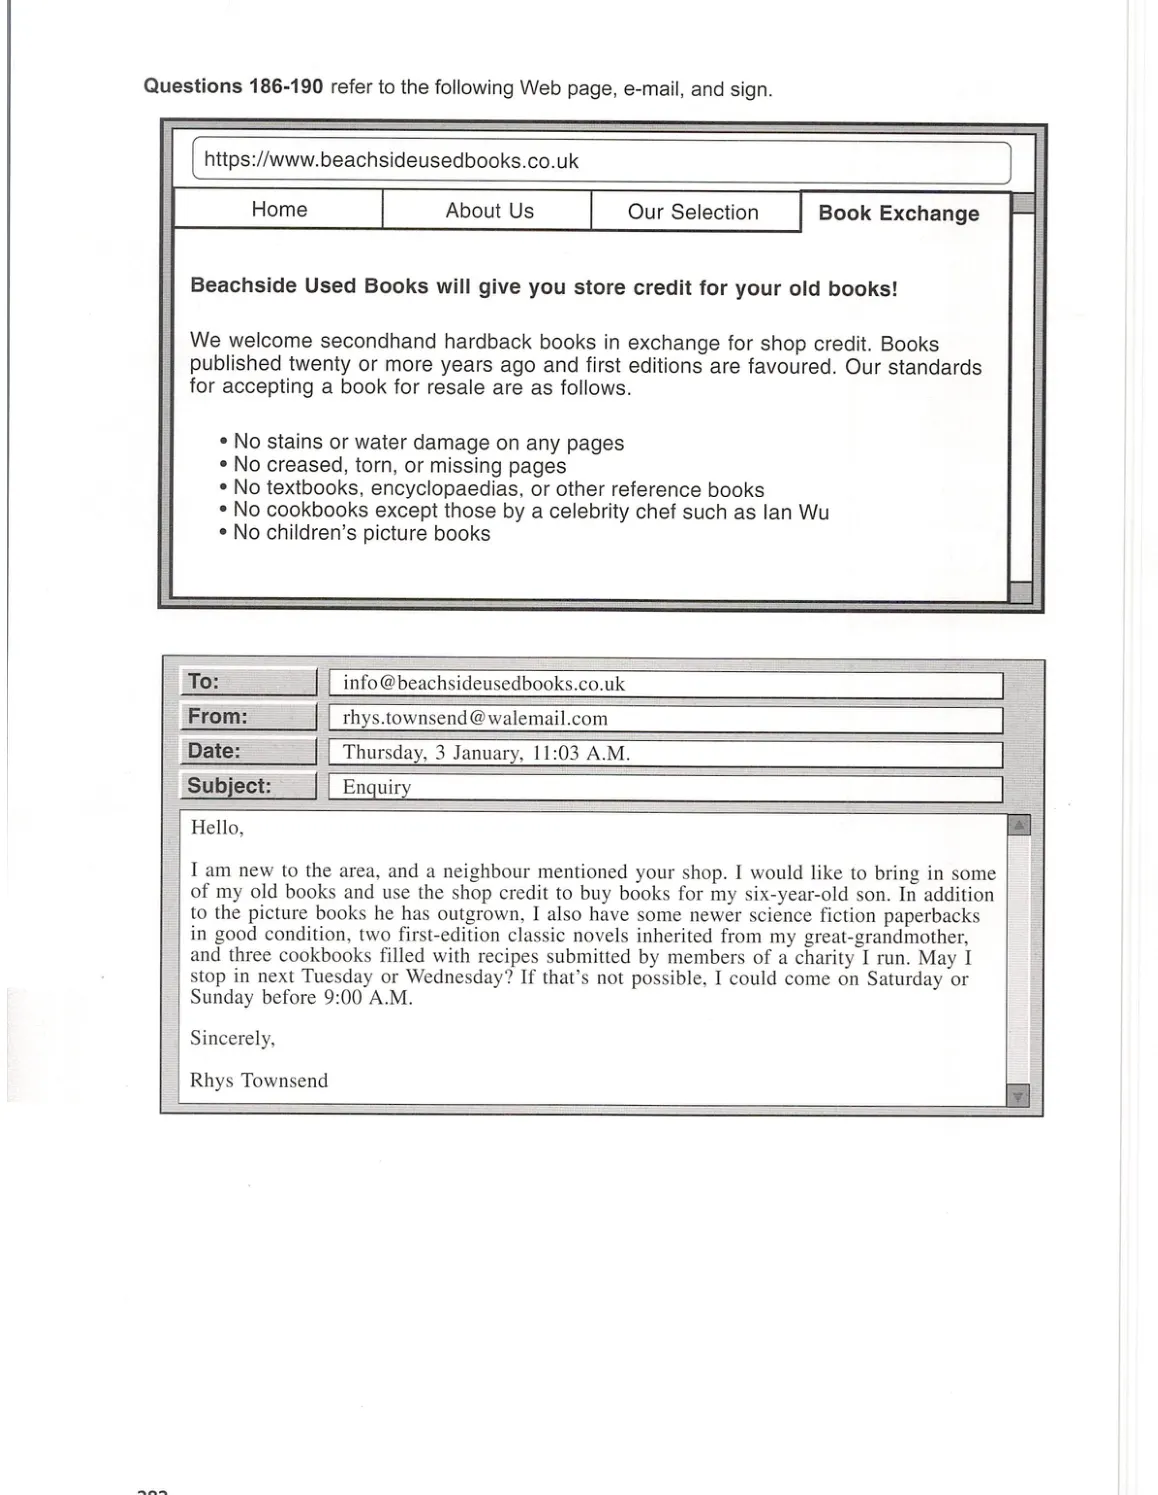 Questions 186-190 refer to the following Web page, e-mail, and sign.
https://www.beachsideusedbooks.co.uk
Home About Us Our Selection Book Exchange
Beachside Used Books will give you store credit for your old books!
We welcome secondhand hardback books in exchange for shop credit. Books
published twenty or more years ago and first editions are favoured. Our standards
for accepting a book for resale are as follows.
• No stains or water damage on any pages
• No creased, torn, or missing pages
• No textbooks, encyclopaedias, or other reference books
• No cookbooks except those by a celebrity chef such as Ian Wu
• No children's picture books
To: info@beachsideusedbooks.co.uk
From: rhys.townsend@walemail.com
Date: Thursday, 3 January, 11:03 A.M.
Subject: Enquiry
Hello,
I am new to the area, and a neighbour mentioned your shop. I would like to bring in some
of my old books and use the shop credit to buy books for my six-year-old son. In addition
to the picture books he has outgrown, I also have some newer science fiction paperbacks
in good condition, two first-edition classic novels inherited from my great-grandmother,
and three cookbooks filled with recipes submitted by members of a charity I run. May I
stop in next Tuesday or Wednesday? If that's not possible, I could come on Saturday or
Sunday before 9:00 A.M.
Sincerely,
Rhys Townsend